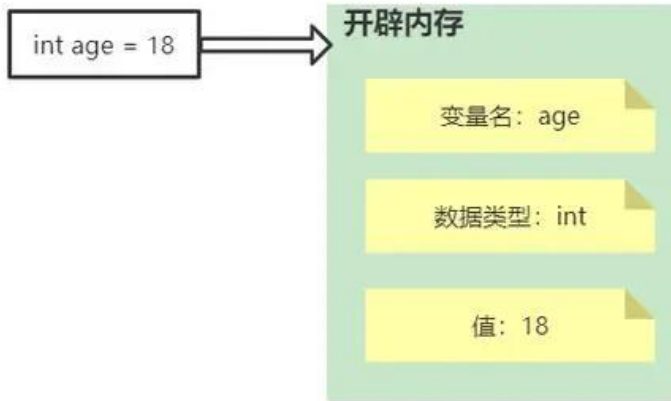 int age = 18
开辟内存
变量名：age
数据类型：int
值：18